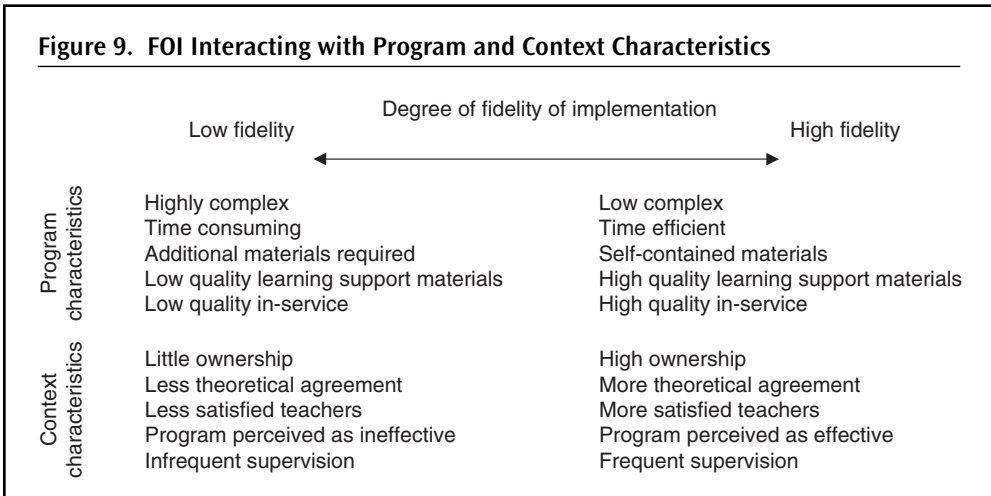 Figure 9. FOI Interacting with Program and Context Characteristics
Degree of fidelity of implementation
Low fidelity
High fidelity
Program
characteristics
Highly complex
Time consuming
Additional materials required
Low quality learning support materials
Low quality in-service
Low complex
Time efficient
Self-contained materials
High quality learning support materials
High quality in-service
Context
characteristics
Little ownership
Less theoretical agreement
Less satisfied teachers
Program perceived as ineffective
Infrequent supervision
High ownership
More theoretical agreement
More satisfied teachers
Program perceived as effective
Frequent supervision